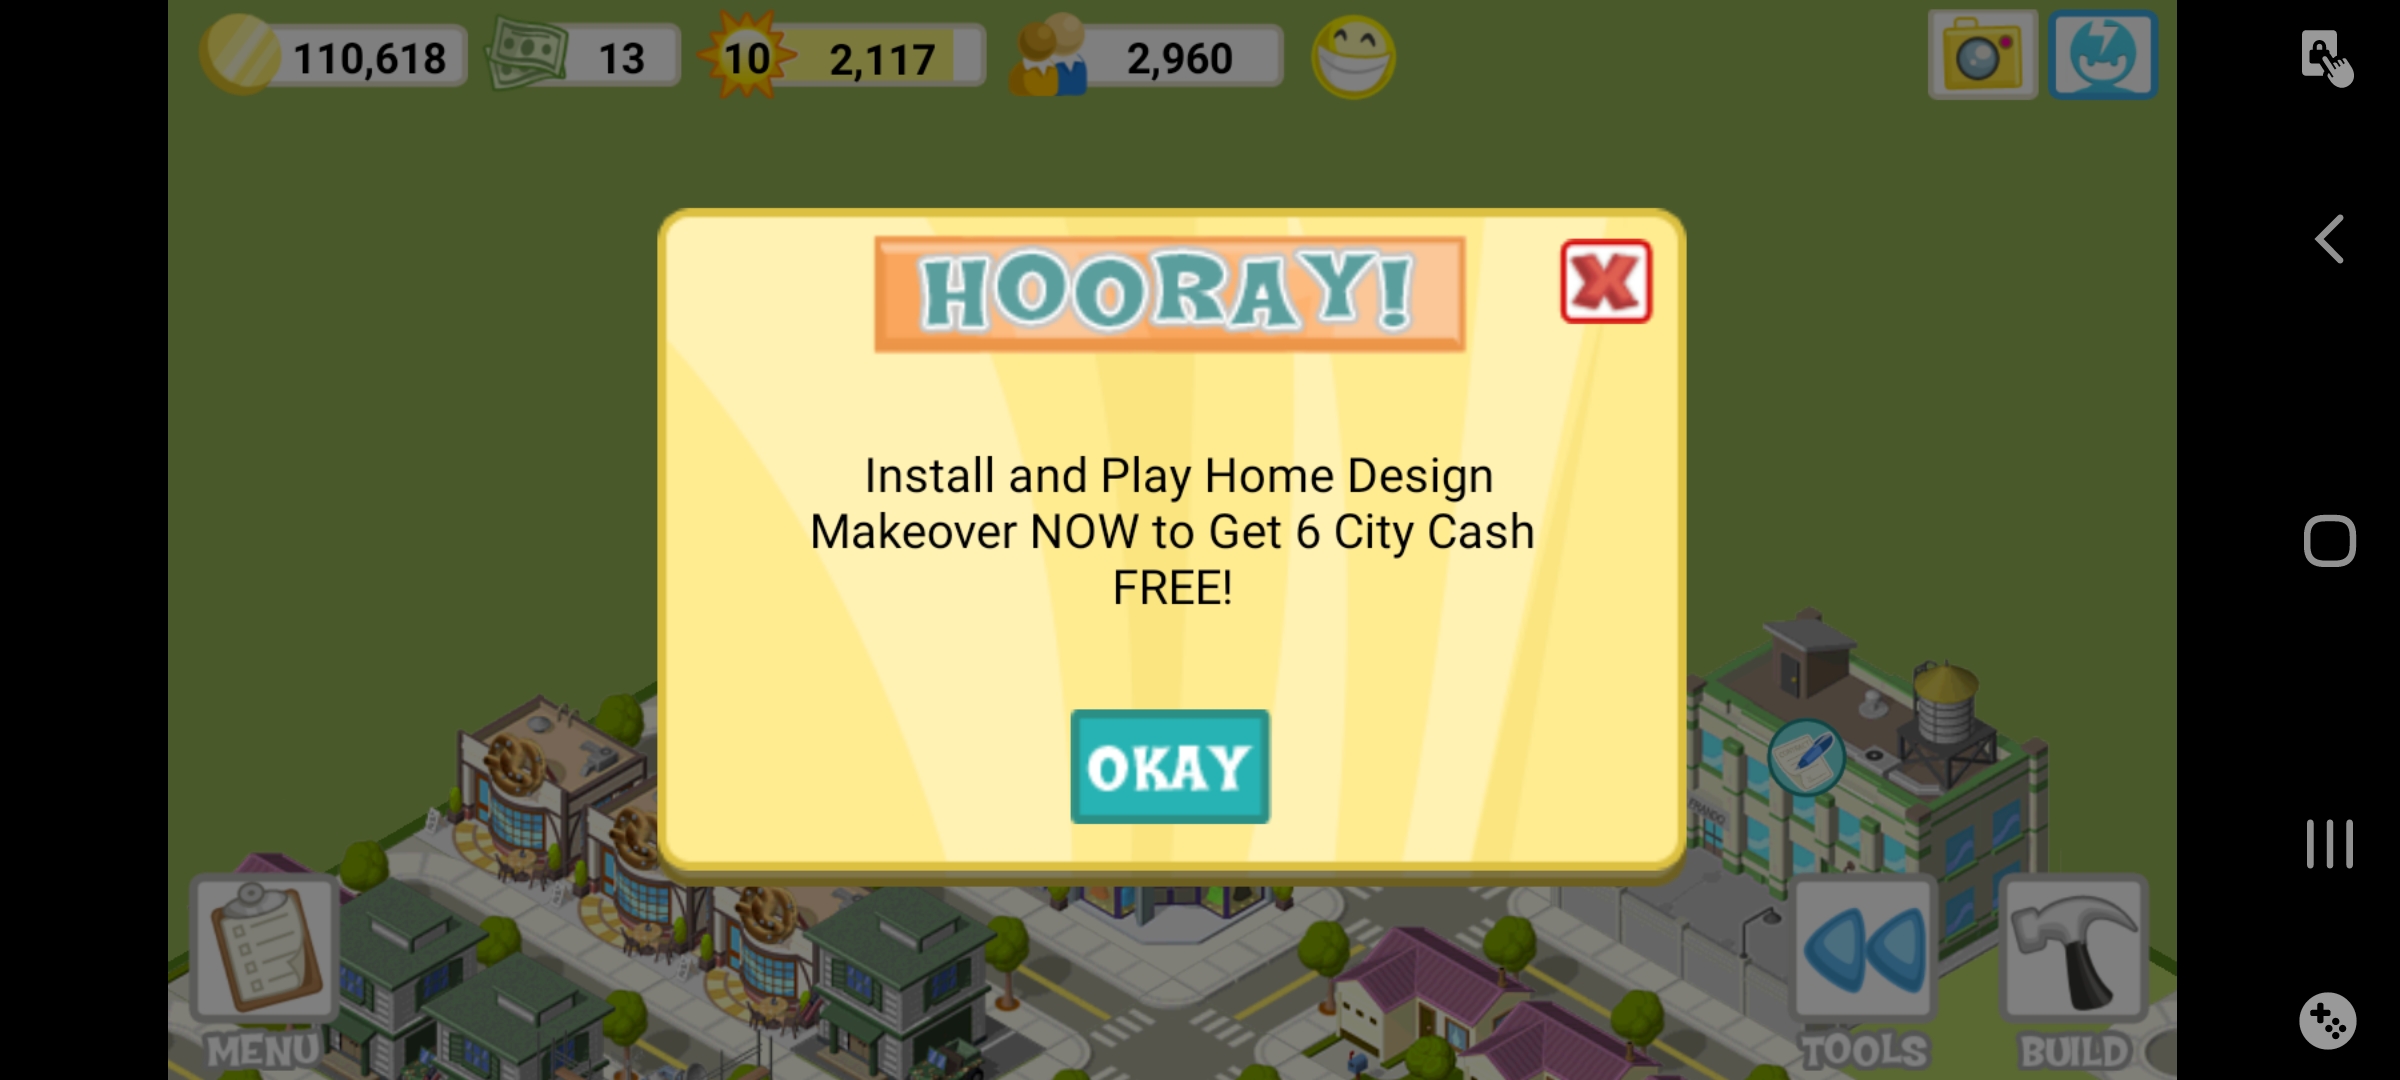 110,618
13
10
2,117
2,960
HOORAY!
X
Install and Play Home Design
Makeover NOW to Get 6 City Cash
FREE!
OKAY
MENU
TOOLS
BUILD